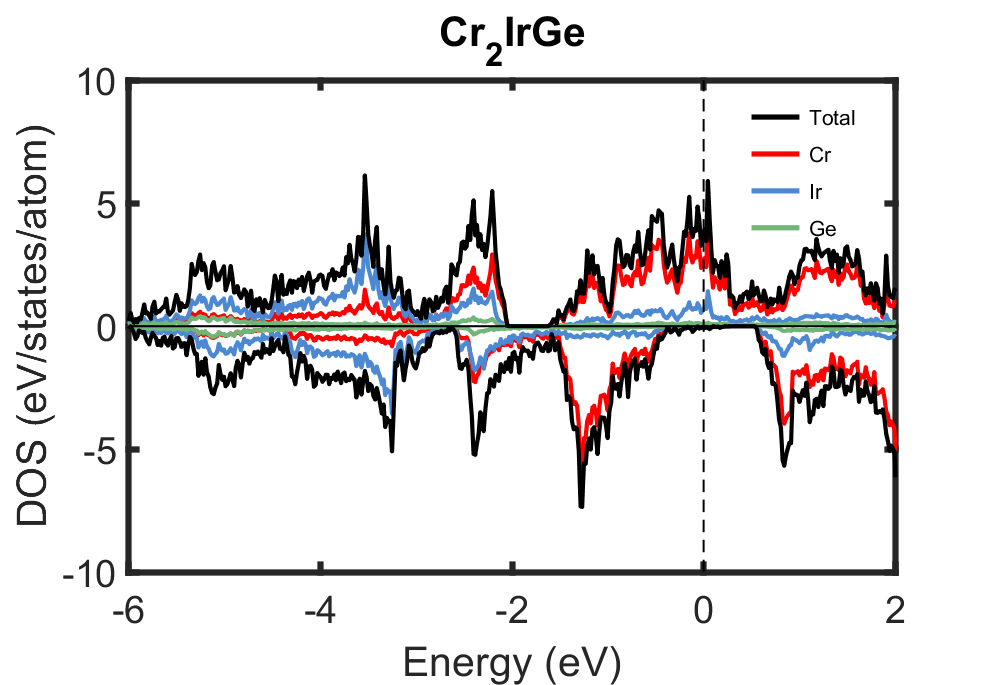 Cr2IrGe
DOS (eV/states/atom)
10
5
0
-5
-10
Total
Cr
Ir
Ge
-6 -4 -2 0 2
Energy (eV)